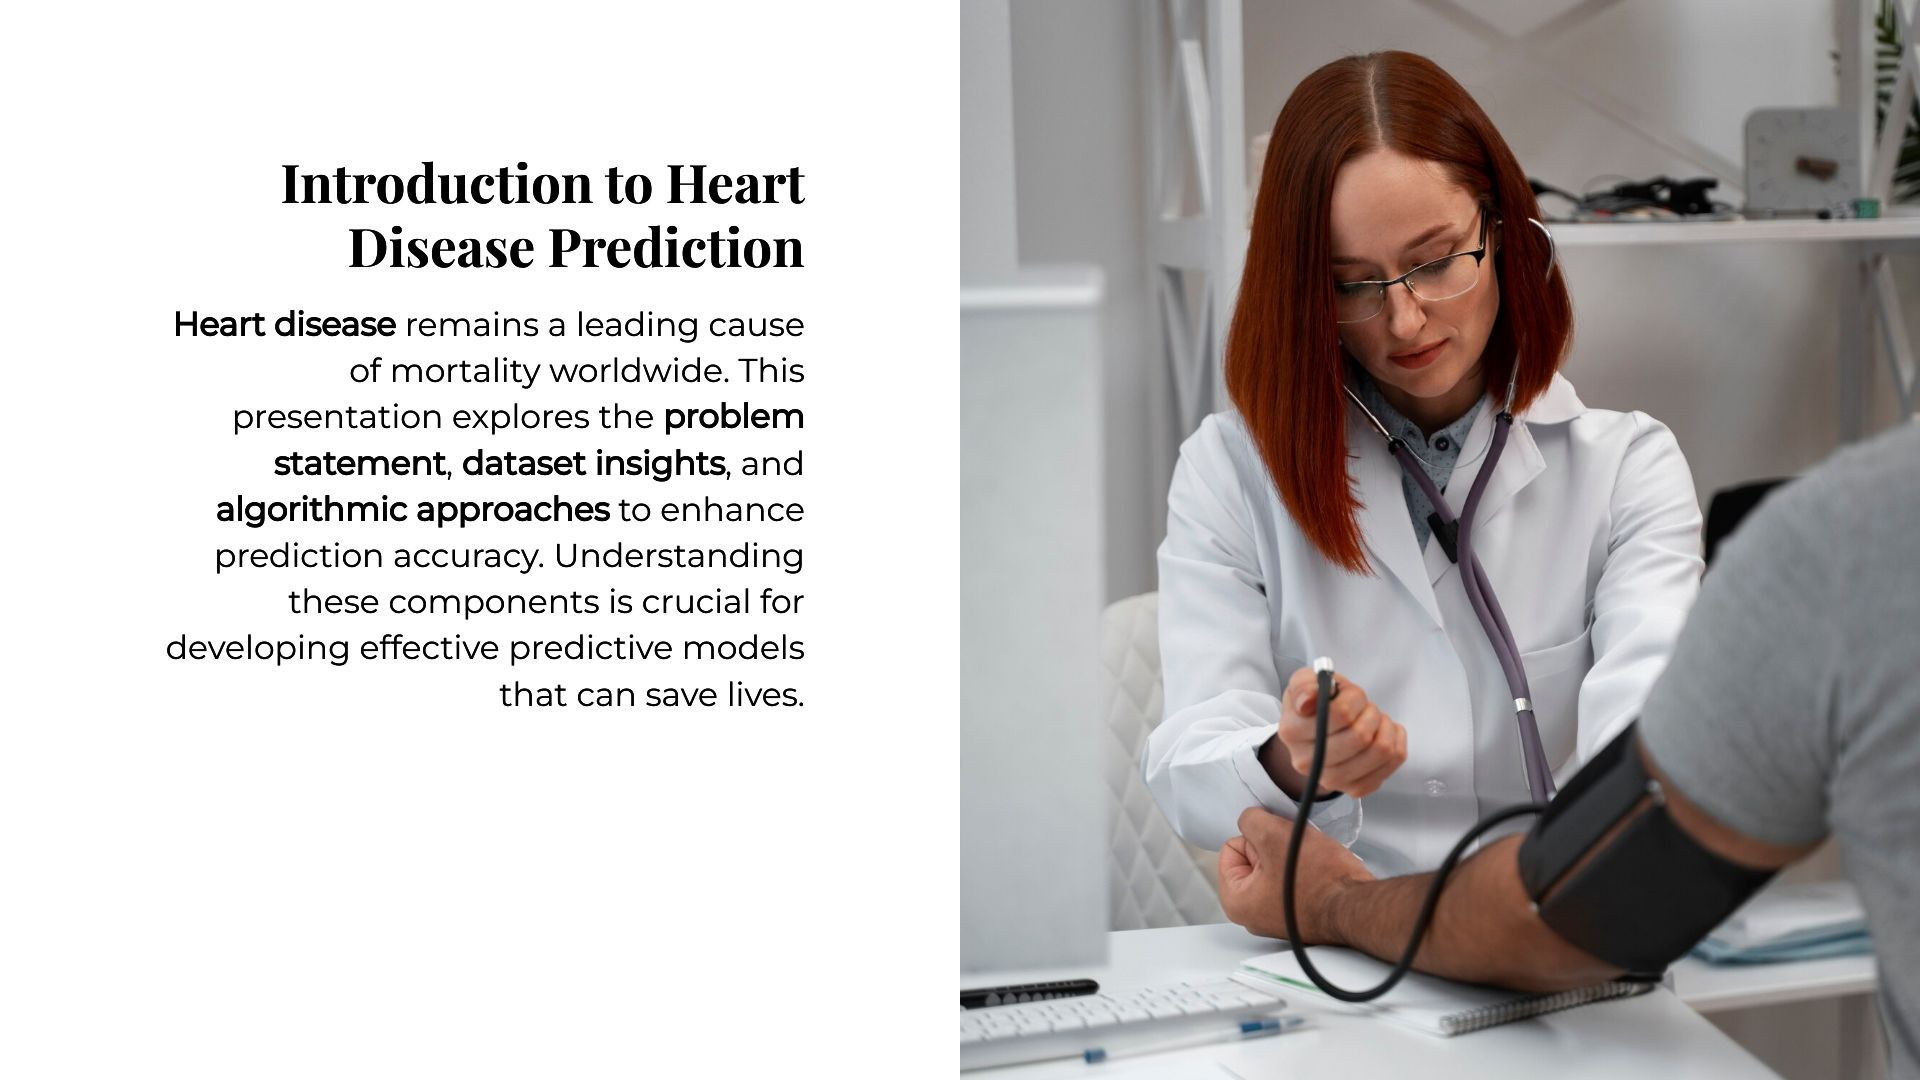 Introduction to Heart
Disease Prediction
Heart disease remains a leading cause
of mortality worldwide. This
presentation explores the problem
statement, dataset insights, and
algorithmic approaches to enhance
prediction accuracy. Understanding
these components is crucial for
developing effective predictive models
that can save lives.